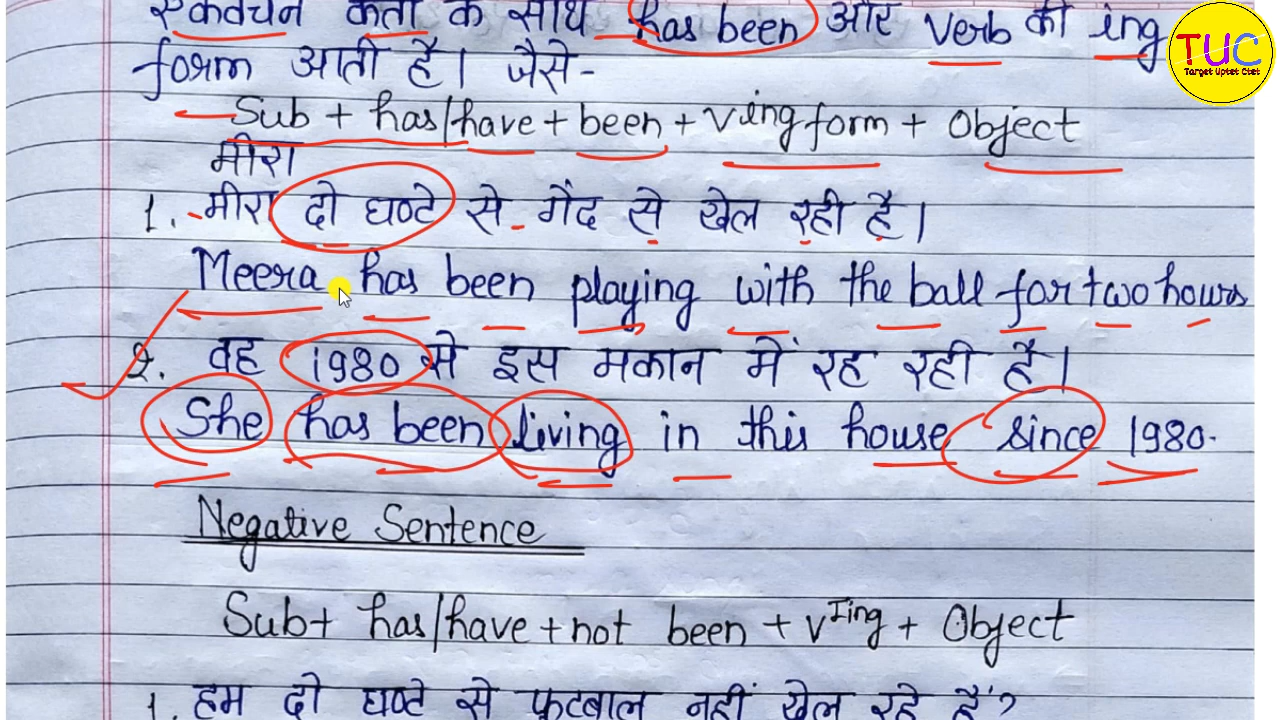 एकवचन कर्ता के साथ has been और verb की ing
form आती है। जैसे-
Sub + has/have + been + Ving form + Object
मीरा
1. मीरा दो घण्टे से गेंद से खेल रही है।
Meera has been playing with the ball for two hours
2. वह 1980 से इस मकान में रह रही है।
She has been living in this house since 1980.
Negative Sentence
Sub+ has/have + not been + VIing + Object
1. हम दो घण्टे से फुटबाल नहीं खेल रहे हैं?
TUC
Target Uptet Ctet